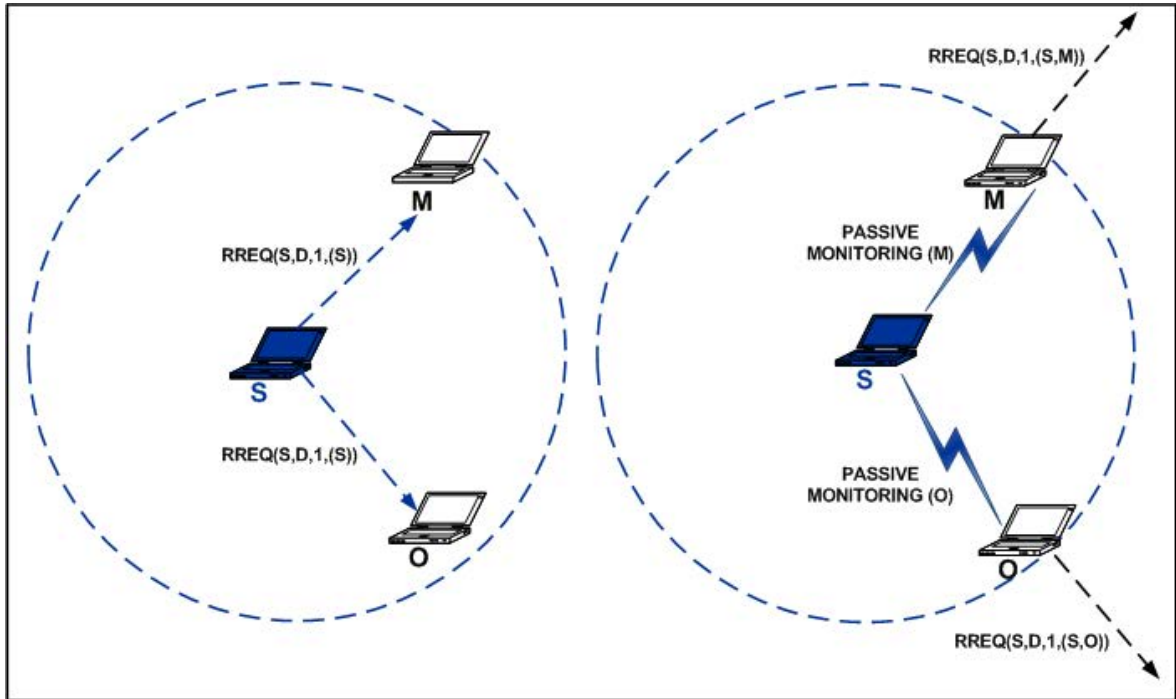 M
RREQ(S,D,1,(S))
S
RREQ(S,D,1,(S))
O
RREQ(S,D,1,(S,M))
M
PASSIVE
MONITORING (M)
S
PASSIVE
MONITORING (O)
O
RREQ(S,D,1,(S,O))